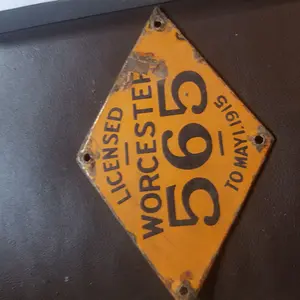 LICENSED
WORCESTER
565
TO MAY 1, 1915